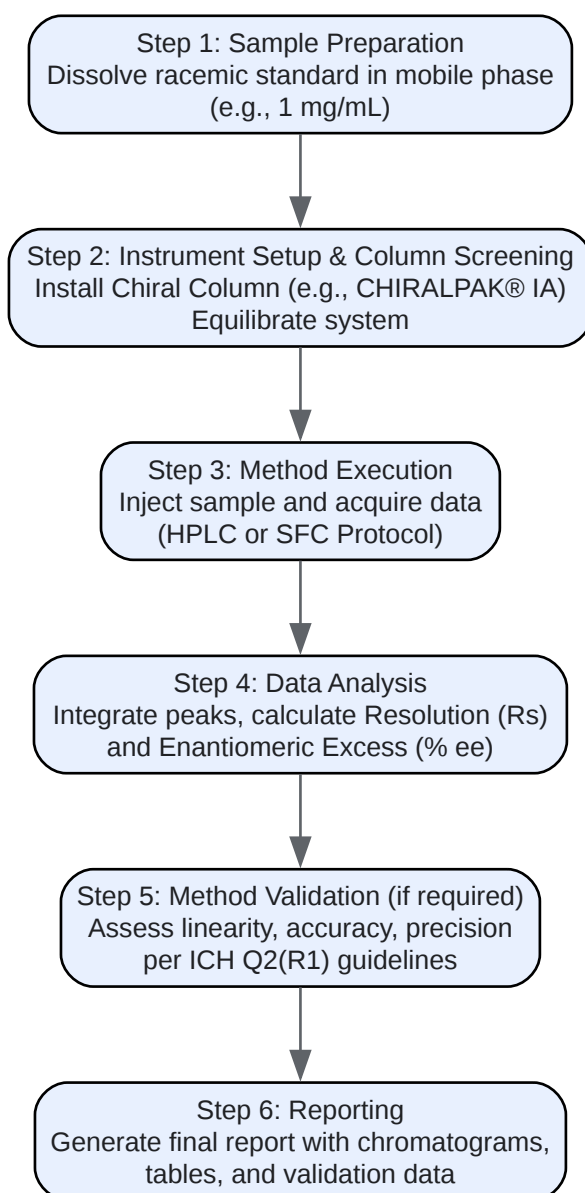 Step 1: Sample Preparation
Dissolve racemic standard in mobile phase
(e.g., 1 mg/mL)
Step 2: Instrument Setup & Column Screening
Install Chiral Column (e.g., CHIRALPAK® IA)
Equilibrate system
Step 3: Method Execution
Inject sample and acquire data
(HPLC or SFC Protocol)
Step 4: Data Analysis
Integrate peaks, calculate Resolution (Rs)
and Enantiomeric Excess (% ee)
Step 5: Method Validation (if required)
Assess linearity, accuracy, precision
per ICH Q2(R1) guidelines
Step 6: Reporting
Generate final report with chromatograms,
tables, and validation data